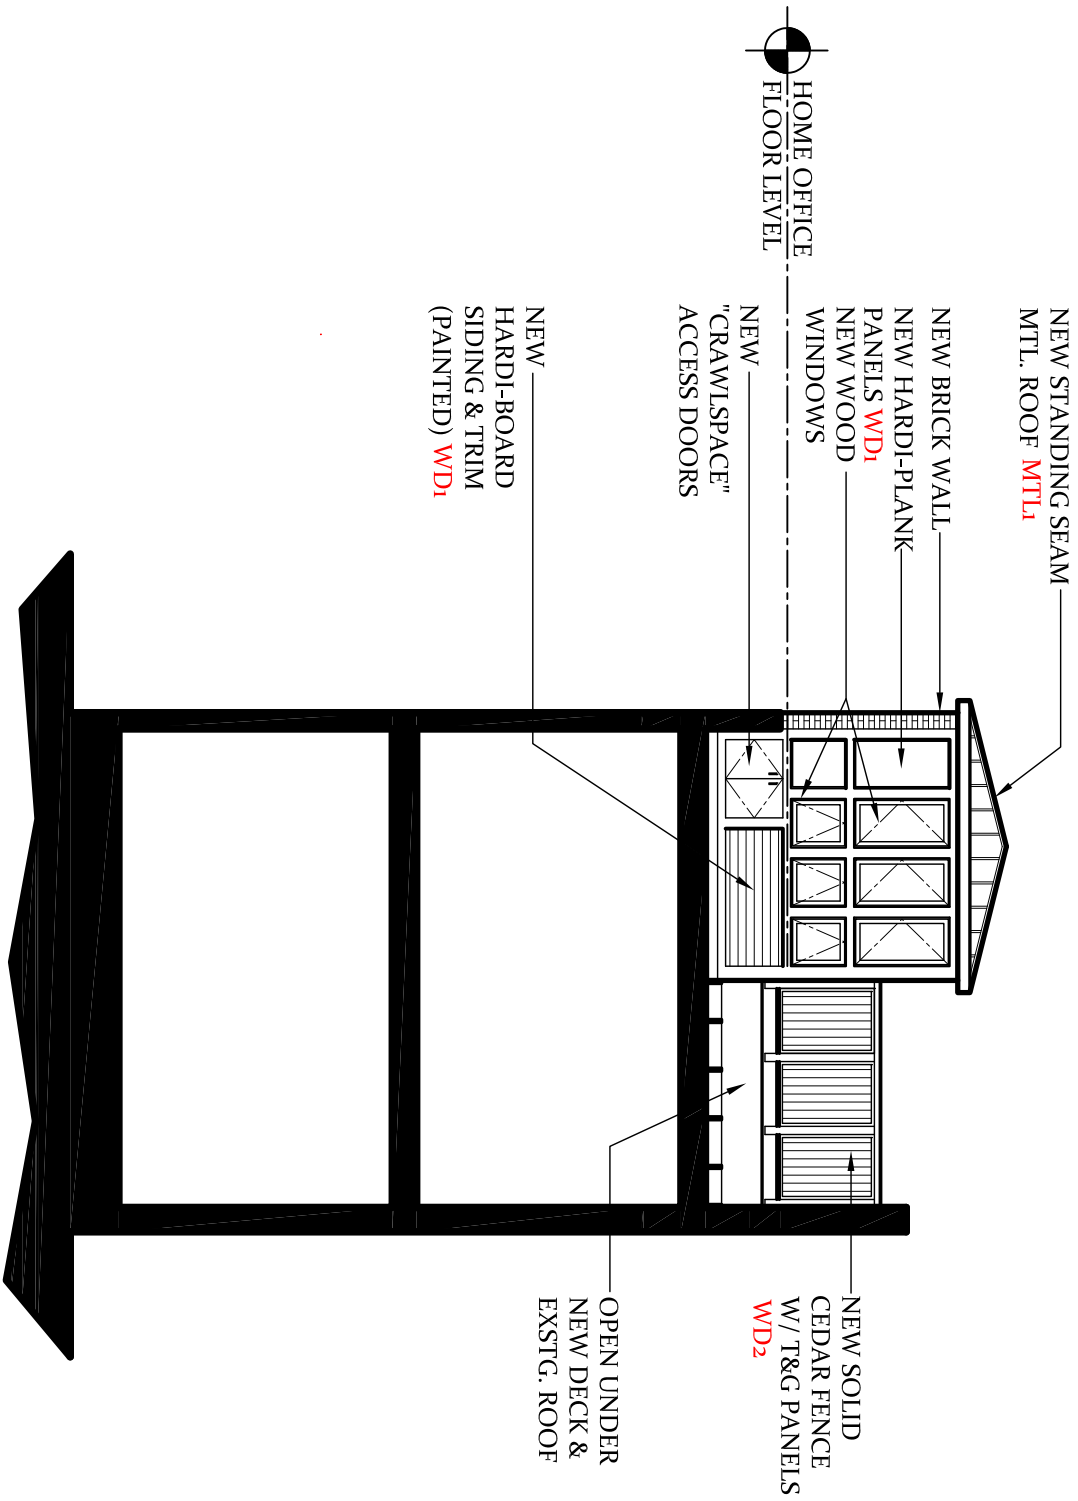 NEW STANDING SEAM
MTL. ROOF MTL1
NEW BRICK WALL
NEW HARDI-PLANK
PANELS WD1
NEW WOOD
WINDOWS
HOME OFFICE
FLOOR LEVEL
NEW
"CRAWLSPACE"
ACCESS DOORS
NEW
HARDI-BOARD
SIDING & TRIM
(PAINTED) WD1
NEW SOLID
CEDAR FENCE
W/ T&G PANELS
WD2
OPEN UNDER
NEW DECK &
EXSTG. ROOF